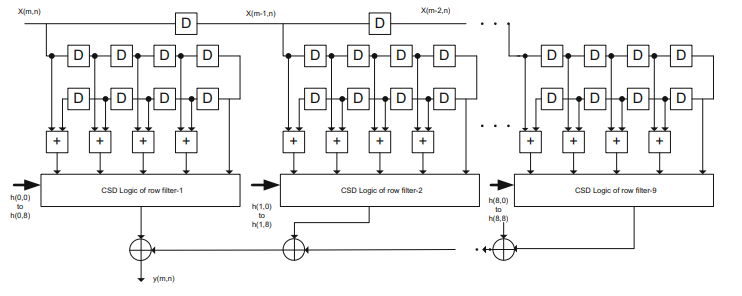 X(m,n)
D
X(m-1,n)
D
X(m-2,n)
D D D D
D D D D
D D D D
D D D D
D D D D
D D D D
+ + + +
+ + + +
+ + + +
CSD Logic of row filter-1
CSD Logic of row filter-2
CSD Logic of row filter-9
h(0,0)
to
h(0,8)
h(1,0)
to
h(1,8)
h(8,0)
to
h(8,8)
y(m,n)